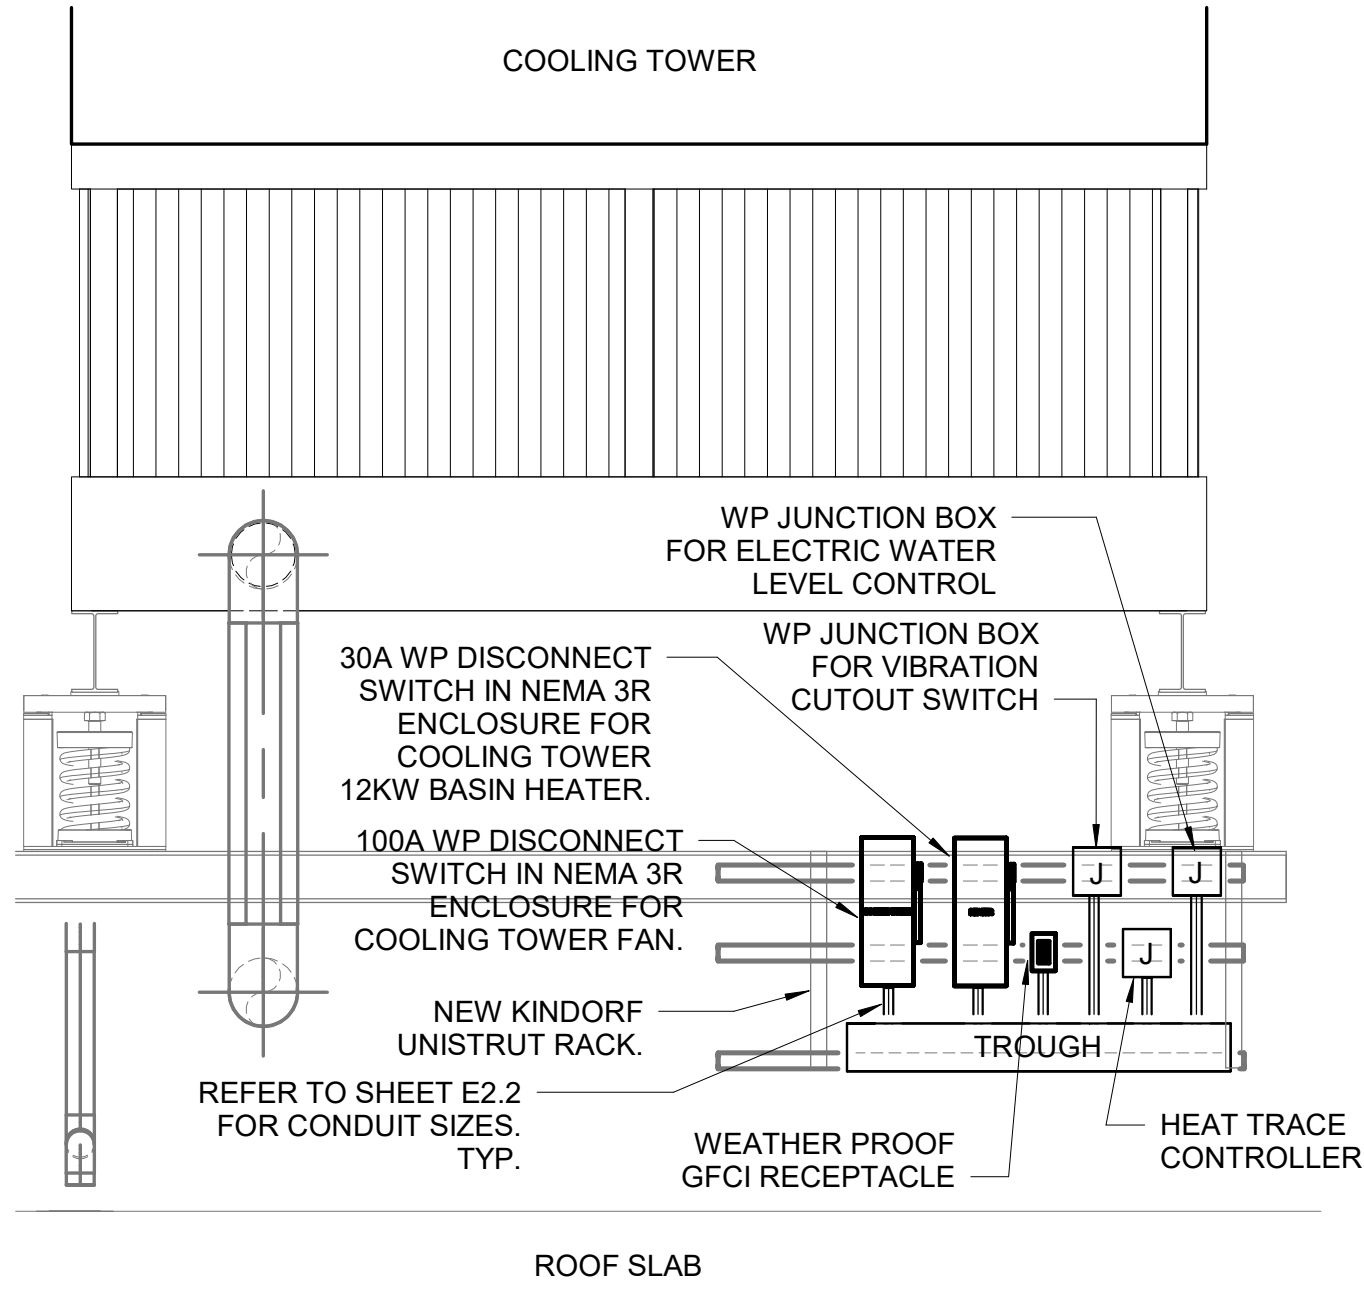 COOLING TOWER
WP JUNCTION BOX
FOR ELECTRIC WATER
LEVEL CONTROL
WP JUNCTION BOX
FOR VIBRATION
CUTOUT SWITCH
30A WP DISCONNECT
SWITCH IN NEMA 3R
ENCLOSURE FOR
COOLING TOWER
12KW BASIN HEATER.
100A WP DISCONNECT
SWITCH IN NEMA 3R
ENCLOSURE FOR
COOLING TOWER FAN.
J
J
J
NEW KINDORF
UNISTRUT RACK.
TROUGH
REFER TO SHEET E2.2
FOR CONDUIT SIZES.
TYP.
WEATHER PROOF
GFCI RECEPTACLE
HEAT TRACE
CONTROLLER
ROOF SLAB